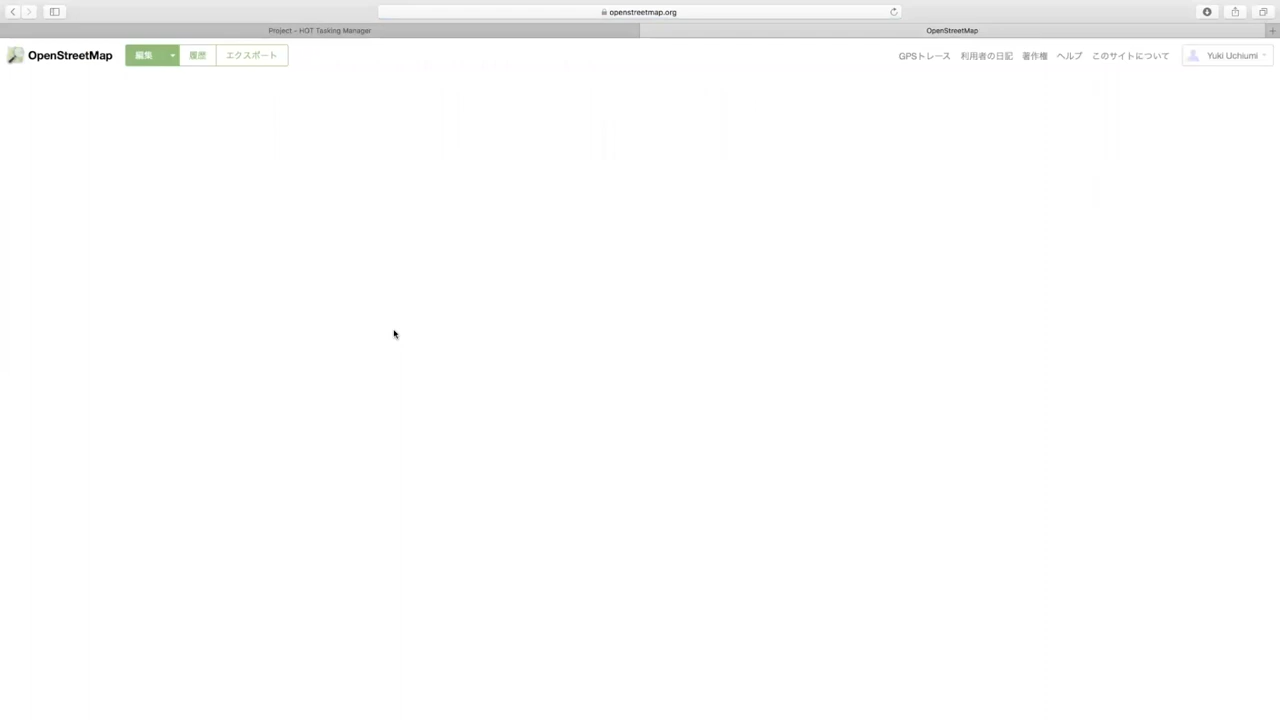 openstreetmap.org
Project - HOT Tasking Manager
OpenStreetMap
OpenStreetMap
編集
履歴
エクスポート
GPSトレース
利用者の日記
著作権
ヘルプ
このサイトについて
Yuki Uchiumi